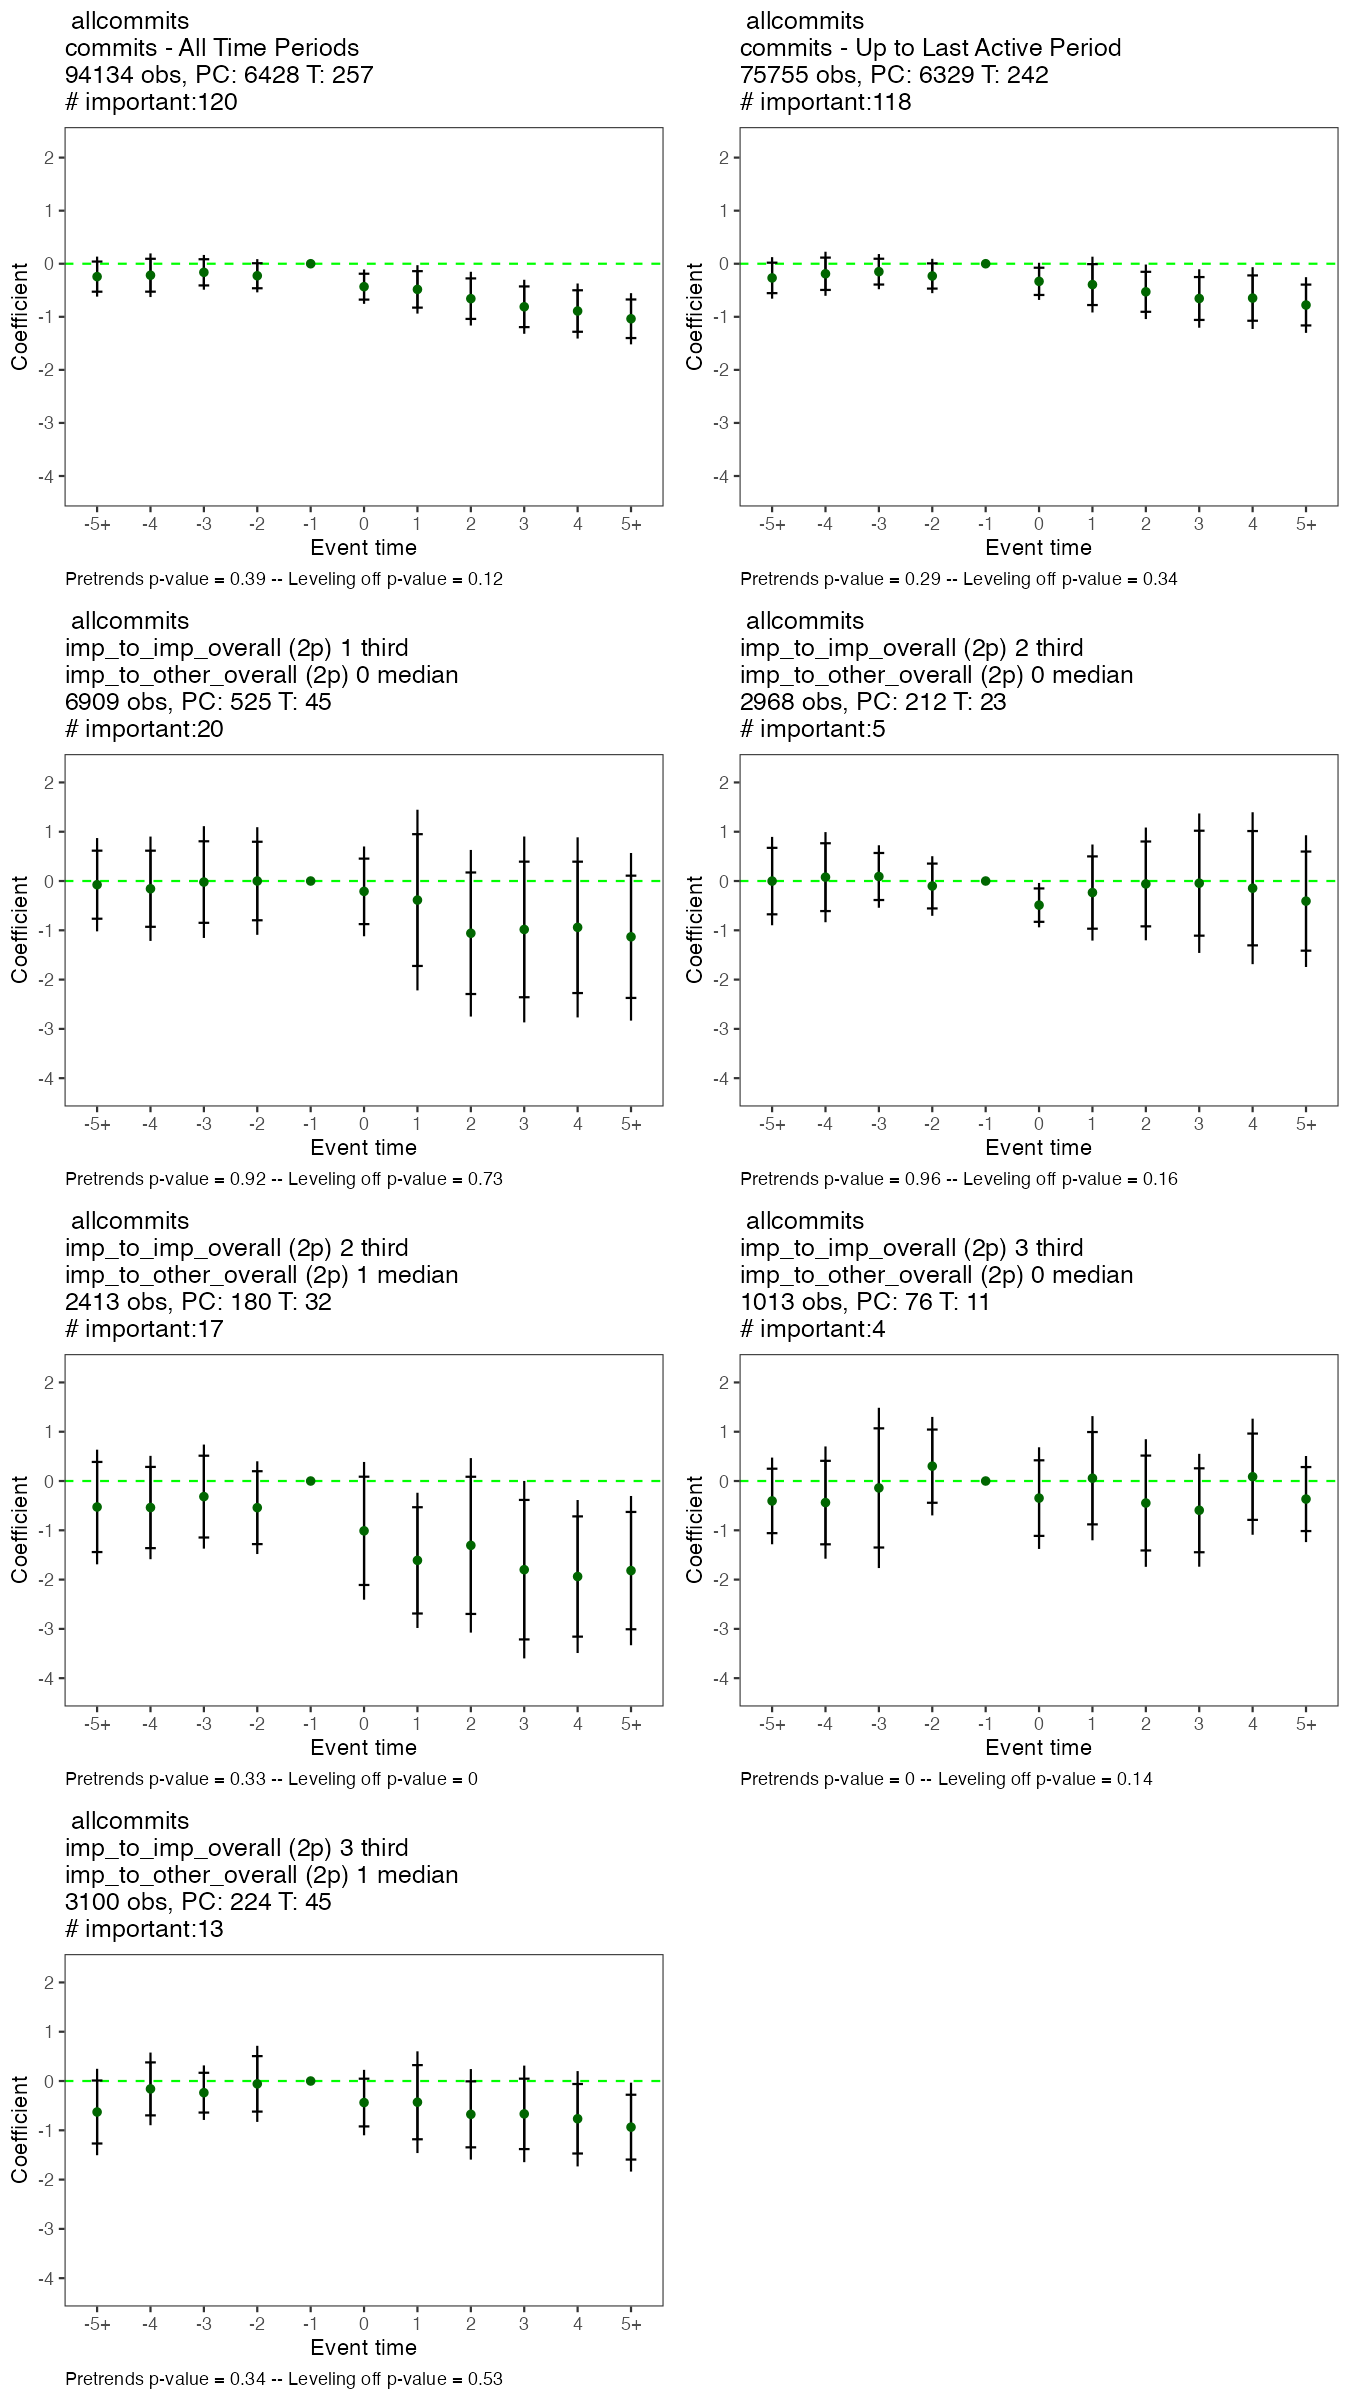 allcommits
commits - All Time Periods
94134 obs, PC: 6428 T: 257
# important:120
2
1
0
-1
-2
-3
-4
Coefficient
-5+ -4 -3 -2 -1 0 1 2 3 4 5+
Event time
Pretrends p-value = 0.39 -- Leveling off p-value = 0.12
allcommits
commits - Up to Last Active Period
75755 obs, PC: 6329 T: 242
# important:118
2
1
0
-1
-2
-3
-4
Coefficient
-5+ -4 -3 -2 -1 0 1 2 3 4 5+
Event time
Pretrends p-value = 0.29 -- Leveling off p-value = 0.34
allcommits
imp_to_imp_overall (2p) 1 third
imp_to_other_overall (2p) 0 median
6909 obs, PC: 525 T: 45
# important:20
2
1
0
-1
-2
-3
-4
Coefficient
-5+ -4 -3 -2 -1 0 1 2 3 4 5+
Event time
Pretrends p-value = 0.92 -- Leveling off p-value = 0.73
allcommits
imp_to_imp_overall (2p) 2 third
imp_to_other_overall (2p) 0 median
2968 obs, PC: 212 T: 23
# important:5
2
1
0
-1
-2
-3
-4
Coefficient
-5+ -4 -3 -2 -1 0 1 2 3 4 5+
Event time
Pretrends p-value = 0.96 -- Leveling off p-value = 0.16
allcommits
imp_to_imp_overall (2p) 2 third
imp_to_other_overall (2p) 1 median
2413 obs, PC: 180 T: 32
# important:17
2
1
0
-1
-2
-3
-4
Coefficient
-5+ -4 -3 -2 -1 0 1 2 3 4 5+
Event time
Pretrends p-value = 0.33 -- Leveling off p-value = 0
allcommits
imp_to_imp_overall (2p) 3 third
imp_to_other_overall (2p) 0 median
1013 obs, PC: 76 T: 11
# important:4
2
1
0
-1
-2
-3
-4
Coefficient
-5+ -4 -3 -2 -1 0 1 2 3 4 5+
Event time
Pretrends p-value = 0 -- Leveling off p-value = 0.14
allcommits
imp_to_imp_overall (2p) 3 third
imp_to_other_overall (2p) 1 median
3100 obs, PC: 224 T: 45
# important:13
2
1
0
-1
-2
-3
-4
Coefficient
-5+ -4 -3 -2 -1 0 1 2 3 4 5+
Event time
Pretrends p-value = 0.34 -- Leveling off p-value = 0.53